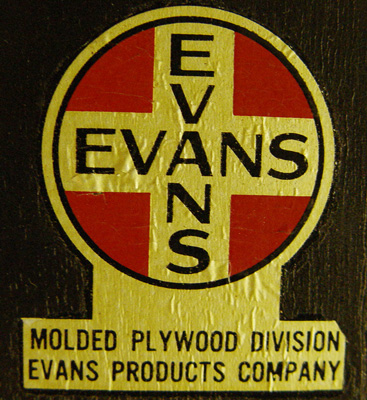 EVANS
EVANS
MOLDED PLYWOOD DIVISION
EVANS PRODUCTS COMPANY